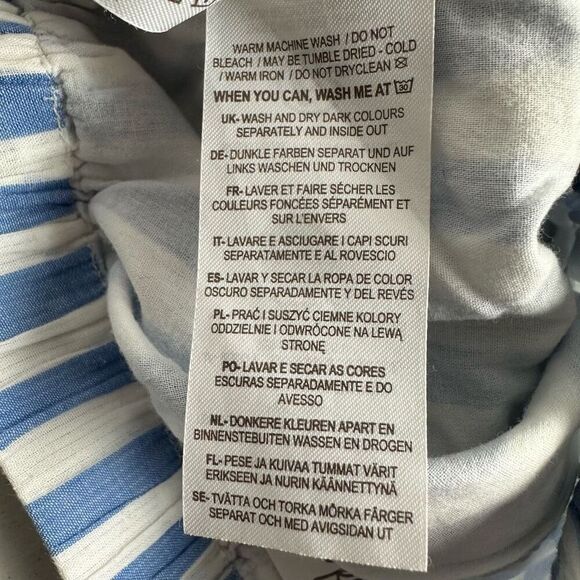 WARM MACHINE WASH / DO NOT
BLEACH / MAY BE TUMBLE DRIED - COLD
/ WARM IRON / DO NOT DRYCLEAN
WHEN YOU CAN, WASH ME AT 30
UK- WASH AND DRY DARK COLOURS
SEPARATELY AND INSIDE OUT
DE- DUNKLE FARBEN SEPARAT UND AUF
LINKS WASCHEN UND TROCKNEN
FR- LAVER ET FAIRE SÉCHER LES
COULEURS FONCÉES SÉPARÉMENT ET
SUR L'ENVERS
IT- LAVARE E ASCIUGARE I CAPI SCURI
SEPARATAMENTE E AL ROVESCIO
ES- LAVAR Y SECAR LA ROPA DE COLOR
OSCURO SEPARADAMENTE Y DEL REVÉS
PL- PRAĆ I SUSZYĆ CIEMNE KOLORY
ODDZIELNIE I ODWRÓCONE NA LEWĄ
STRONĘ
PO- LAVAR E SECAR AS CORES
ESCURAS SEPARADAMENTE E DO
AVESSO
NL- DONKERE KLEUREN APART EN
BINNENSTEBUITEN WASSEN EN DROGEN
FL- PESE JA KUIVAA TUMMAT VÄRIT
ERIKSEEN JA NURIN KÄÄNNETTYNÄ
SE- TVÄTTA OCH TORKA MÖRKA FÄRGER
SEPARAT OCH MED AVIGSIDAN UT